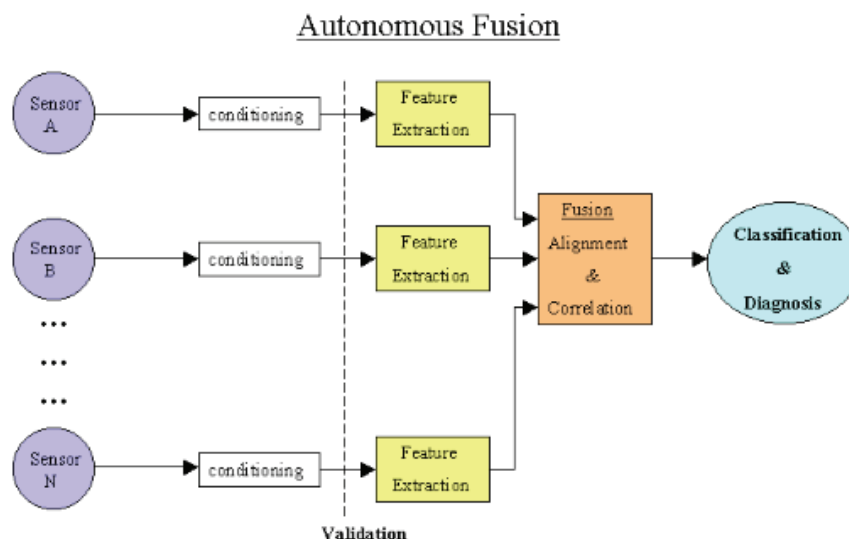 Autonomous Fusion
Sensor
A
conditioning
Feature
Extraction
Sensor
B
conditioning
Feature
Extraction
Fusion
Alignment
&
Correlation
Classification
&
Diagnosis
...
...
...
Sensor
N
conditioning
Feature
Extraction
Validation